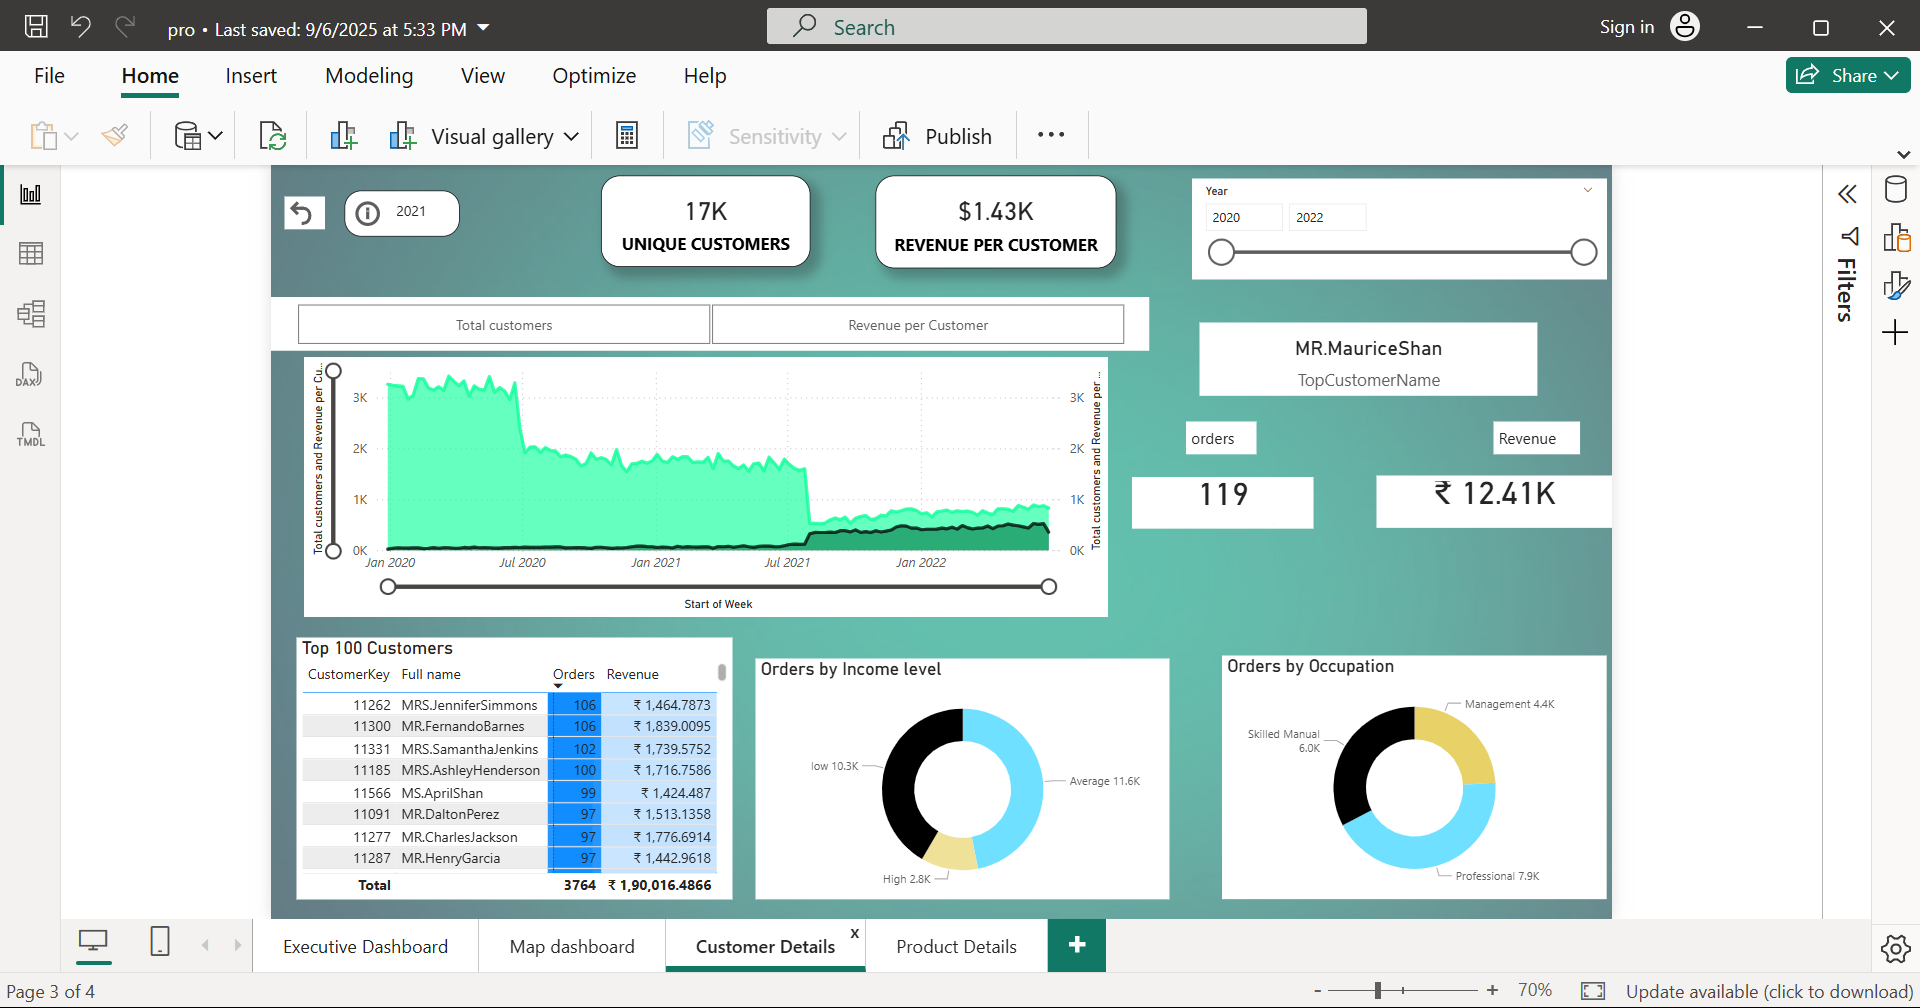 pro • Last saved: 9/6/2025 at 5:33 PM
Search
Sign in
File
Home
Insert
Modeling
View
Optimize
Help
Share
Visual gallery
Sensitivity
Publish
2021
17K
UNIQUE CUSTOMERS
$1.43K
REVENUE PER CUSTOMER
Year
2020
2022
Filters
DAX
TMDL
Total customers
Revenue per Customer
MR.MauriceShan
TopCustomerName
orders
Revenue
119
₹ 12.41K
Total customers and Revenue per Cu...
3K
2K
1K
0K
3K
2K
1K
0K
Total customers and Revenue per ...
Jan 2020
Jul 2020
Jan 2021
Jul 2021
Jan 2022
Start of Week
Top 100 Customers
CustomerKey Full name Orders Revenue
11262 MRS.JenniferSimmons 106 ₹ 1,464.7873
11300 MR.FernandoBarnes 106 ₹ 1,839.0095
11331 MRS.SamanthaJenkins 102 ₹ 1,739.5752
11185 MRS.AshleyHenderson 100 ₹ 1,716.7586
11566 MS.AprilShan 99 ₹ 1,424.487
11091 MR.DaltonPerez 97 ₹ 1,513.1358
11277 MR.CharlesJackson 97 ₹ 1,776.6914
11287 MR.HenryGarcia 97 ₹ 1,442.9618
Total 3764 ₹ 1,90,016.4866
Orders by Income level
low 10.3K
Average 11.6K
High 2.8K
Orders by Occupation
Management 4.4K
Skilled Manual
6.0K
Professional 7.9K
Executive Dashboard
Map dashboard
Customer Details
x
Product Details
+
Page 3 of 4
- + 70%
Update available (click to download)